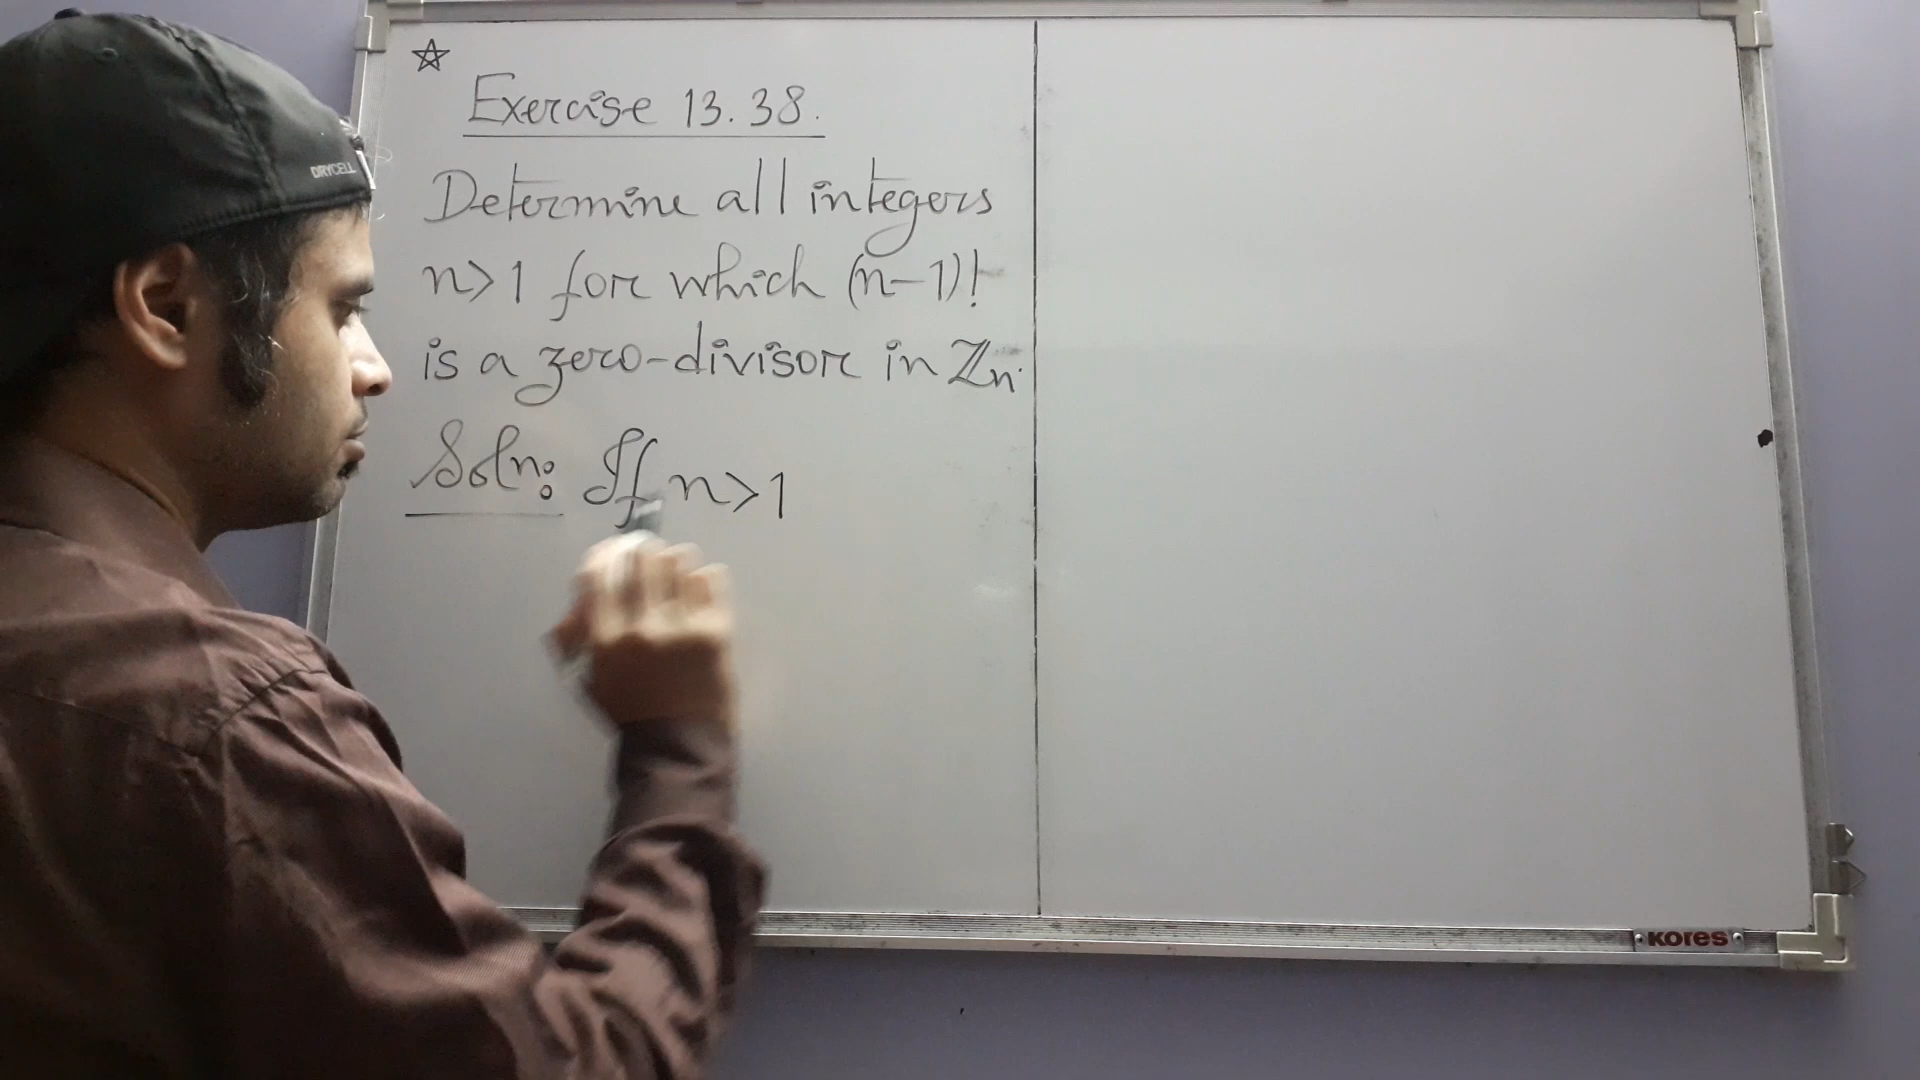 DRYCELL
Exercise 13.38.
Determine all integers
n>1 for which (n-1)!
is a zero-divisor in ℤn.
Soln: If n>1
KORES